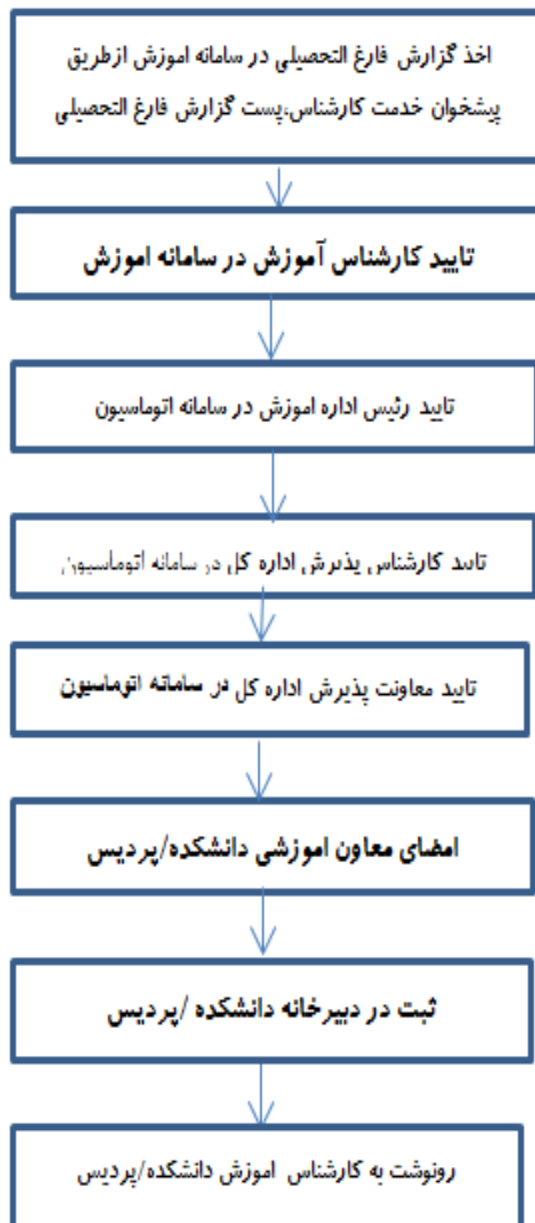 اخذ گزارش فارغ التحصیلی در سامانه اموزش ازطریق
پیشخوان خدمت کارشناس،پست گزارش فارغ التحصیلی
تایید کارشناس آموزش در سامانه اموزش
تایید رئیس اداره اموزش در سامانه اتوماسیون
تایید کارشناس پذیرش اداره کل در سامانه اتوماسیون
تایید معاونت پذیرش اداره کل در سامانه اتوماسیون
امضای معاون اموزشی دانشکده/پردیس
ثبت در دبیرخانه دانشکده /پردیس
رونوشت به کارشناس اموزش دانشکده/پردیس